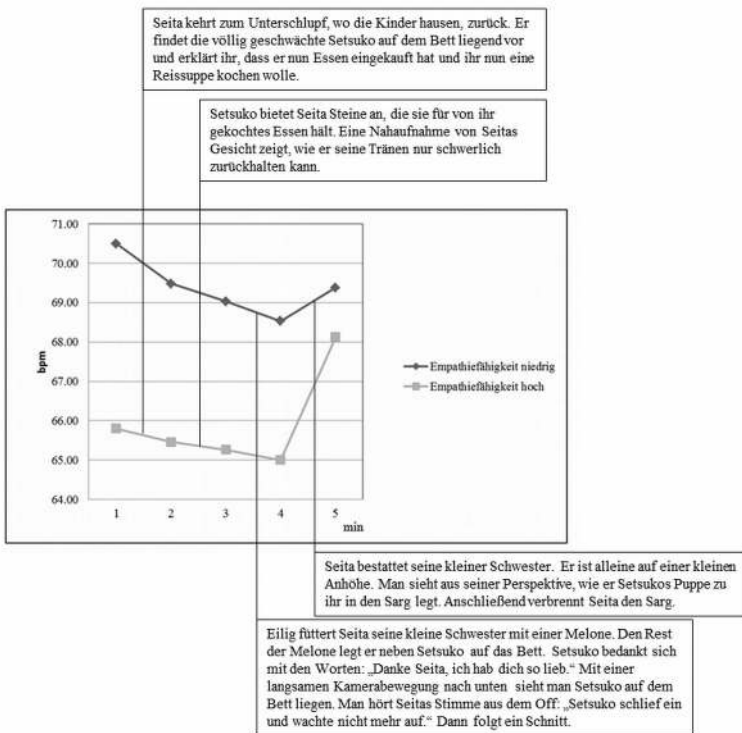 Seita kehrt zum Unterschlupf, wo die Kinder hausen, zurück. Er
findet die völlig geschwächte Setsuko auf dem Bett liegend vor
und erklärt ihr, dass er nun Essen eingekauft hat und ihr nun eine
Reissuppe kochen wolle.
Setsuko bietet Seita Steine an, die sie für von ihr
gekochtes Essen hält. Eine Nahaufnahme von Seitas
Gesicht zeigt, wie er seine Tränen nur schwerlich
zurückhalten kann.
71.00
70.00
69.00
68.00
67.00
66.00
65.00
64.00
bpm
1 2 3 4 5
min
Empathiefähigkeit niedrig
Empathiefähigkeit hoch
Seita bestattet seine kleiner Schwester. Er ist alleine auf einer kleinen
Anhöhe. Man sieht aus seiner Perspektive, wie er Setsukos Puppe zu
ihr in den Sarg legt. Anschließend verbrennt Seita den Sarg.
Eilig füttert Seita seine kleine Schwester mit einer Melone. Den Rest
der Melone legt er neben Setsuko auf das Bett. Setsuko bedankt sich
mit den Worten: „Danke Seita, ich hab dich so lieb.“ Mit einer
langsamen Kamerabewegung nach unten sieht man Setsuko auf dem
Bett liegen. Man hört Seitas Stimme aus dem Off: „Setsuko schlief ein
und wachte nicht mehr auf.“ Dann folgt ein Schnitt.